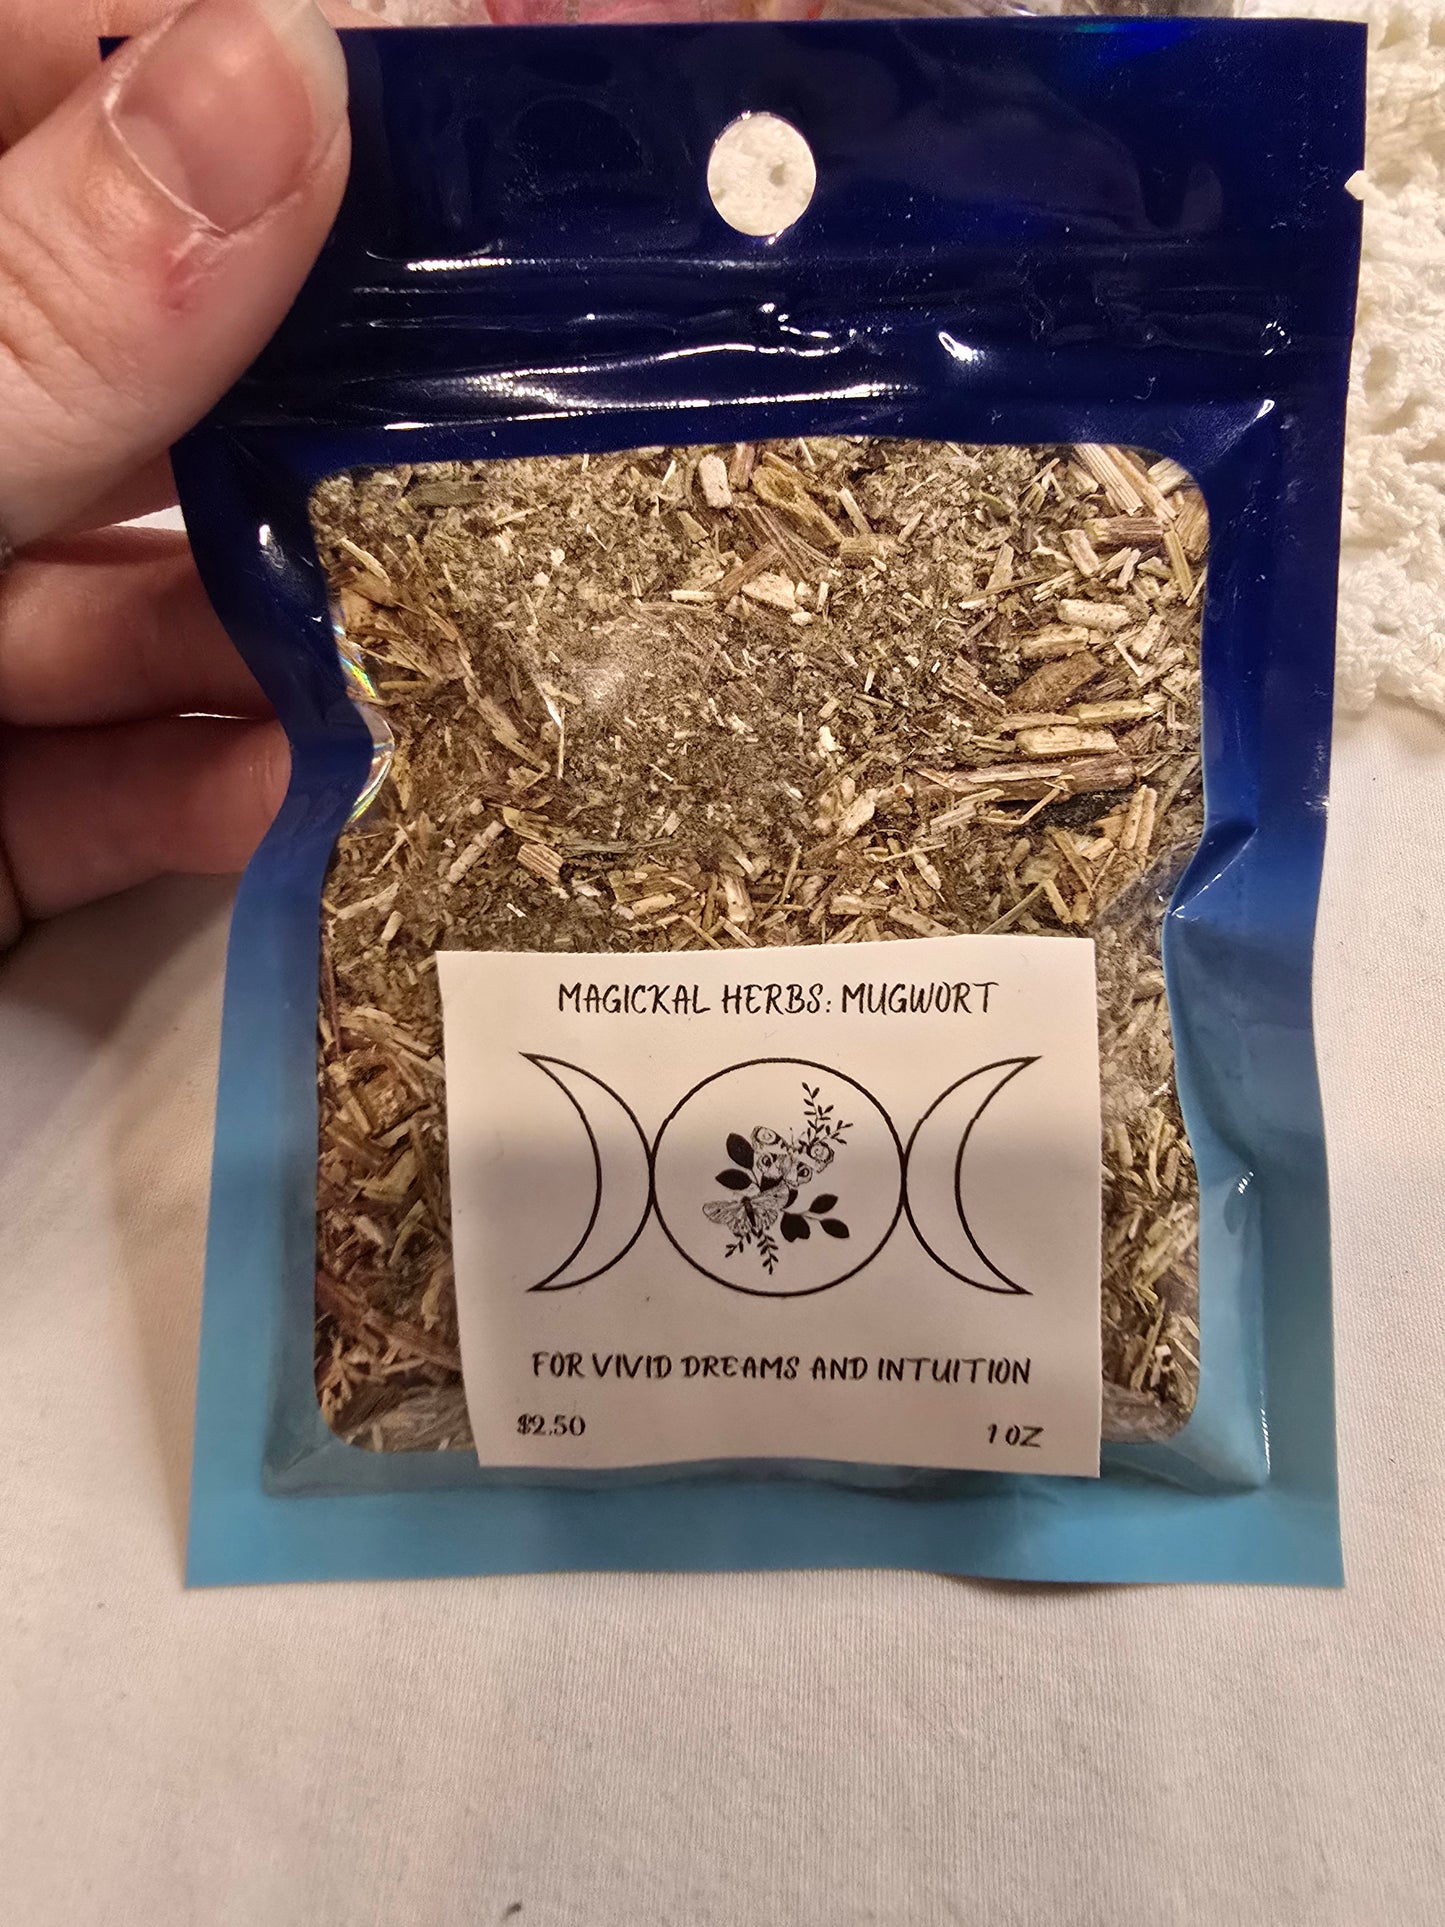 MAGICKAL HERBS: MUGWORT
FOR VIVID DREAMS AND INTUITION
$2.50
1 OZ